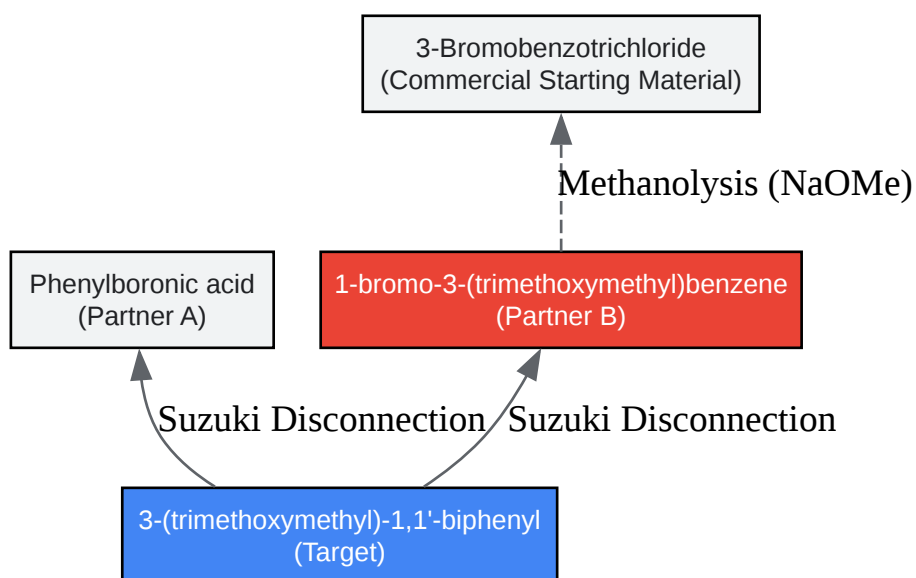 3-Bromobenzotrichloride
(Commercial Starting Material)
Methanolysis (NaOMe)
Phenylboronic acid
(Partner A)
1-bromo-3-(trimethoxymethyl)benzene
(Partner B)
Suzuki Disconnection
Suzuki Disconnection
3-(trimethoxymethyl)-1,1'-biphenyl
(Target)